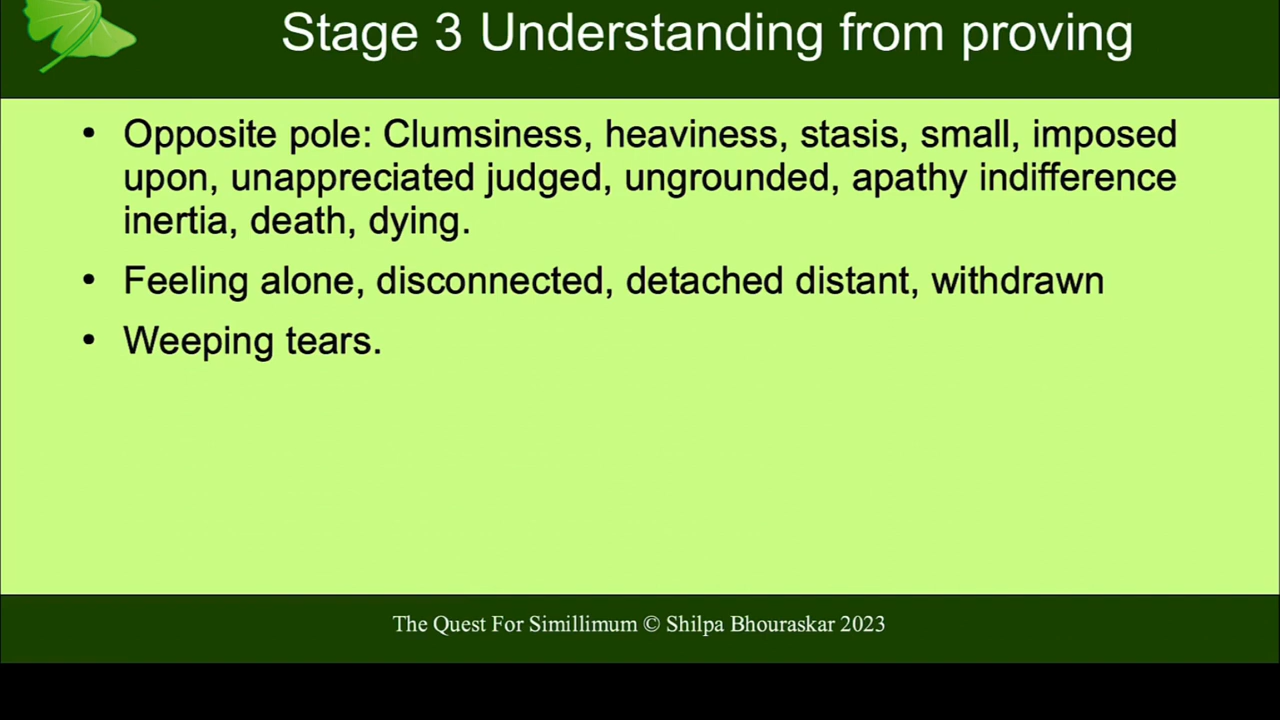 Stage 3 Understanding from proving
• Opposite pole: Clumsiness, heaviness, stasis, small, imposed
upon, unappreciated judged, ungrounded, apathy indifference
inertia, death, dying.
• Feeling alone, disconnected, detached distant, withdrawn
• Weeping tears.
The Quest For Simillimum © Shilpa Bhouraskar 2023